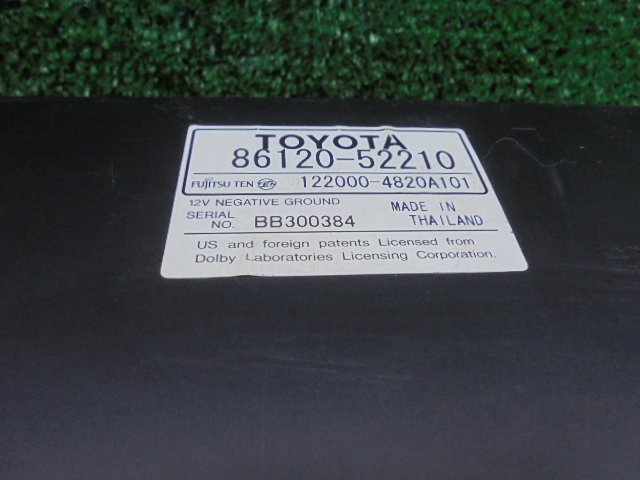 TOYOTA
86120-52210
FUJITSU TEN TEN 122000-4820A101
12V NEGATIVE GROUND
SERIAL NO. BB300384
MADE IN THAILAND
US and foreign patents Licensed from
Dolby Laboratories Licensing Corporation.